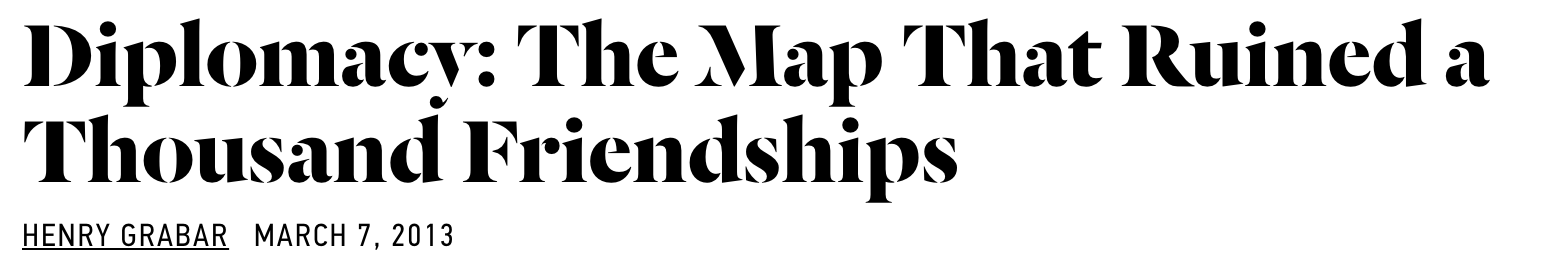 Diplomacy: The Map That Ruined a
Thousand Friendships
HENRY GRABAR MARCH 7, 2013